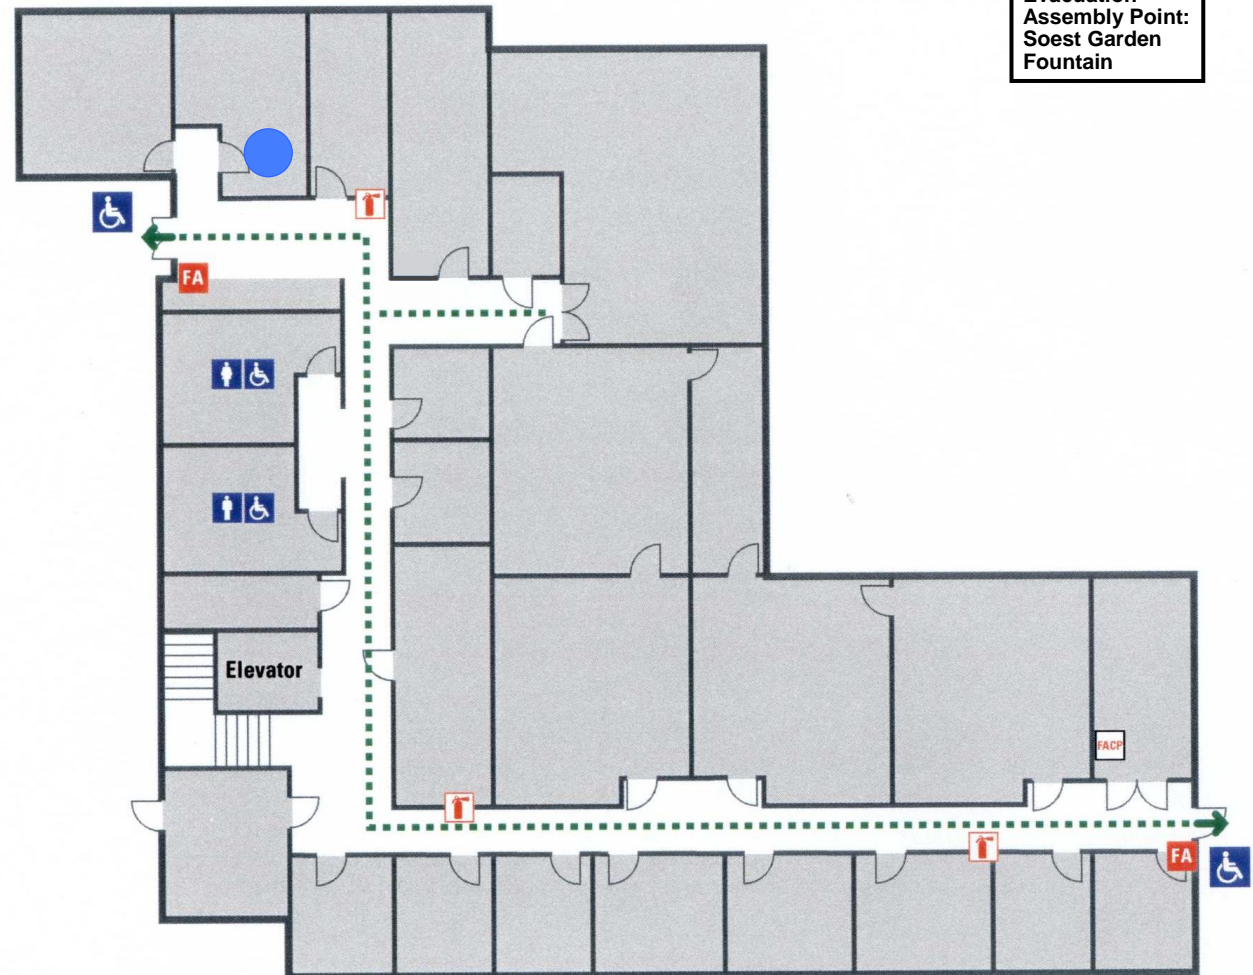 Assembly Point:
Soest Garden
Fountain
FA
Elevator
FACP
FA